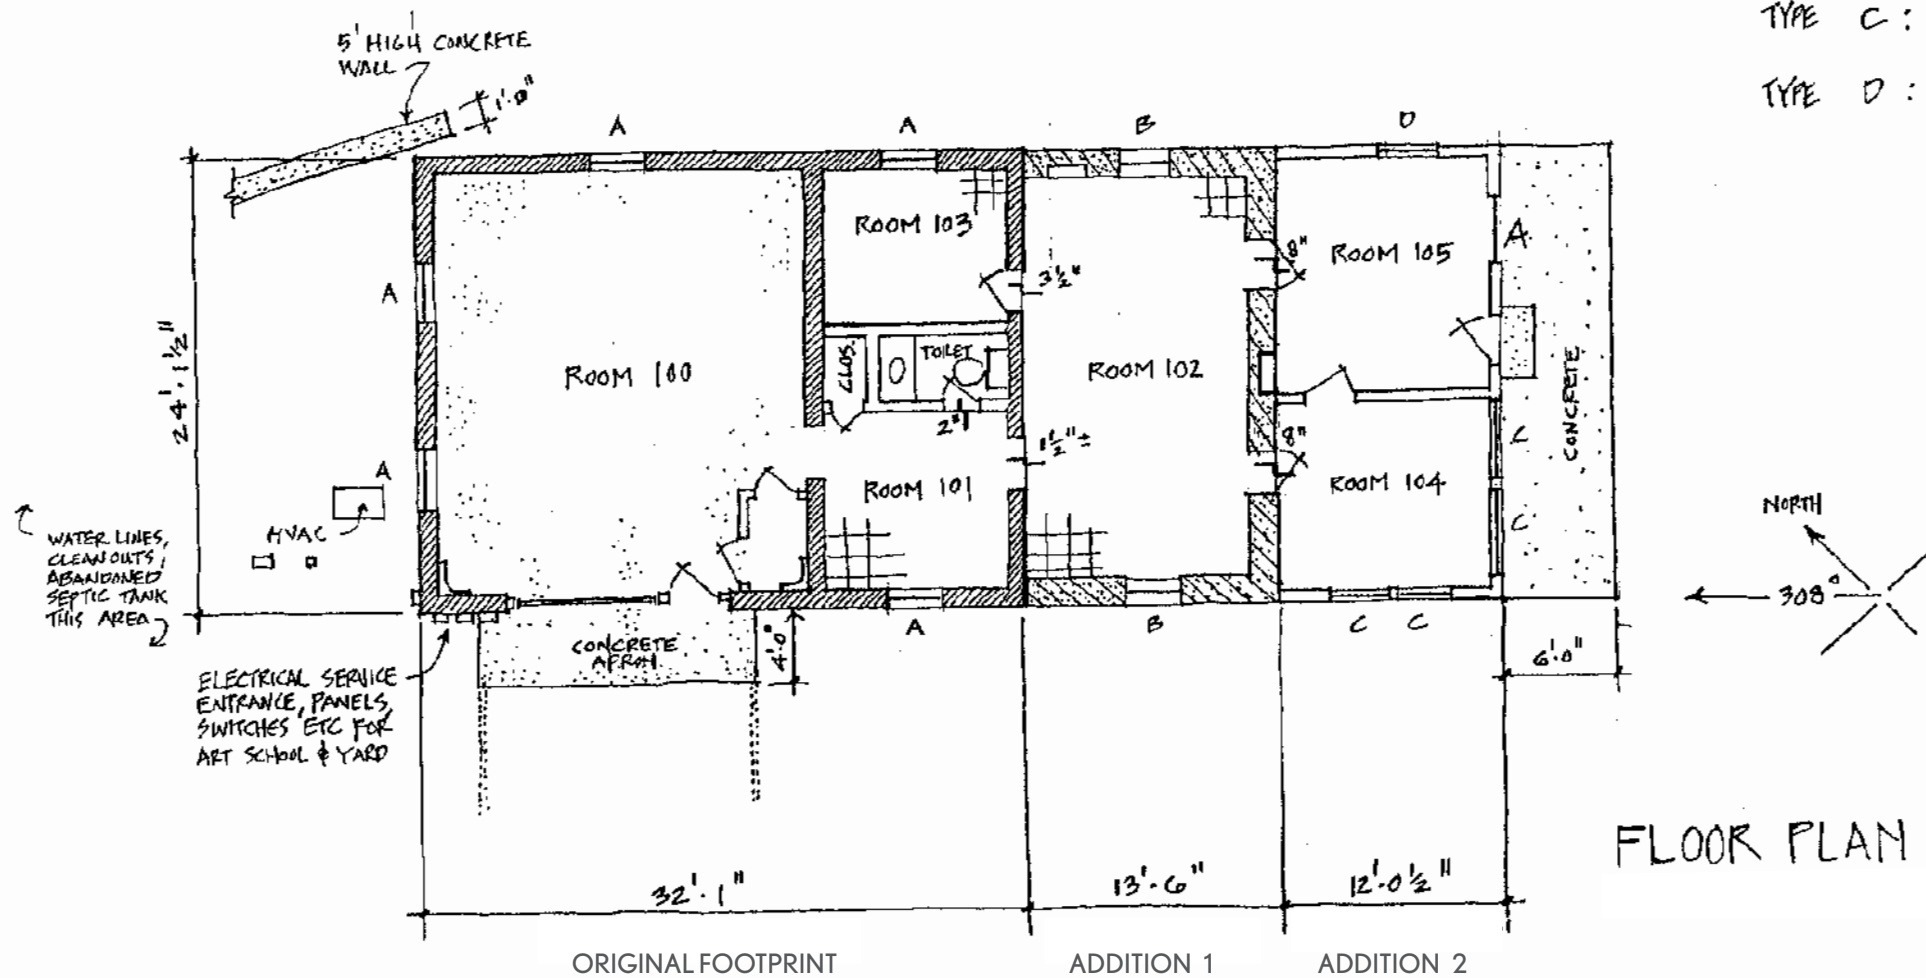 TYPE C :
TYPE D :
5' HIGH CONCRETE
WALL
1'.0"
A
A
B
D
ROOM 103
ROOM 105
8"
A
A
3½"
24'.1½"
ROOM 100
CLOS.
TOILET
ROOM 102
CONCRETE
2"
1½"±
8"
C
A
ROOM 101
ROOM 104
C
HVAC
WATER LINES,
CLEANOUTS,
ABANDONED
SEPTIC TANK
THIS AREA
NORTH
308°
A
B
C C
CONCRETE
APRON
4'.0"
6'.0"
ELECTRICAL SERVICE
ENTRANCE, PANELS,
SWITCHES ETC FOR
ART SCHOOL & YARD
FLOOR PLAN
32'.1"
13'.6"
12'.0½"
ORIGINAL FOOTPRINT
ADDITION 1
ADDITION 2